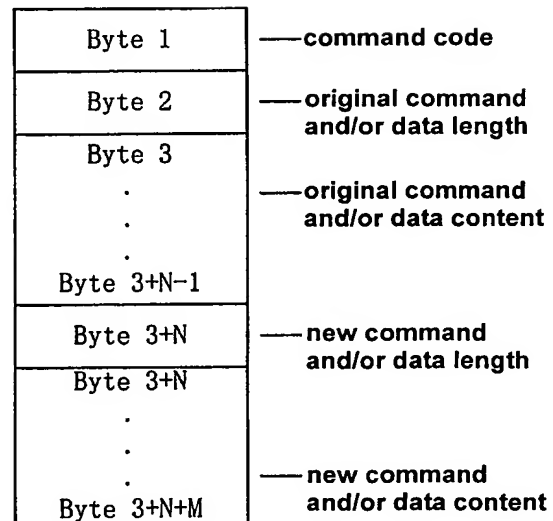 Byte 1
command code
Byte 2
original command
and/or data length
Byte 3
.
.
.
original command
and/or data content
Byte 3+N-1
Byte 3+N
new command
and/or data length
Byte 3+N
.
.
.
new command
and/or data content
Byte 3+N+M